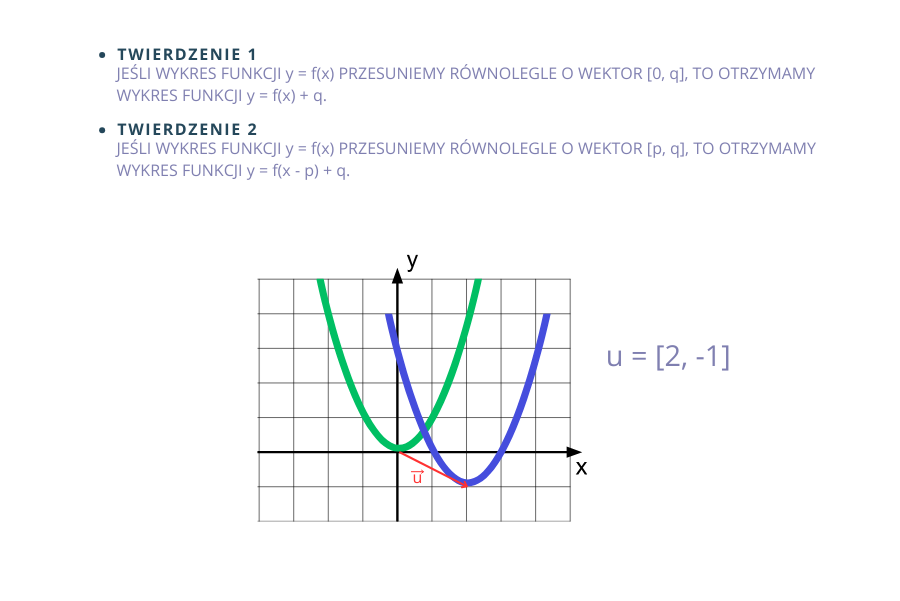 TWIERDZENIE 1
JEŚLI WYKRES FUNKCJI y = f(x) PRZESUNIEMY RÓWNOLEGLE O WEKTOR [0, q], TO OTRZYMAMY
WYKRES FUNKCJI y = f(x) + q.
TWIERDZENIE 2
JEŚLI WYKRES FUNKCJI y = f(x) PRZESUNIEMY RÓWNOLEGLE O WEKTOR [p, q], TO OTRZYMAMY
WYKRES FUNKCJI y = f(x - p) + q.
y
u = [2, -1]
x
u⃗